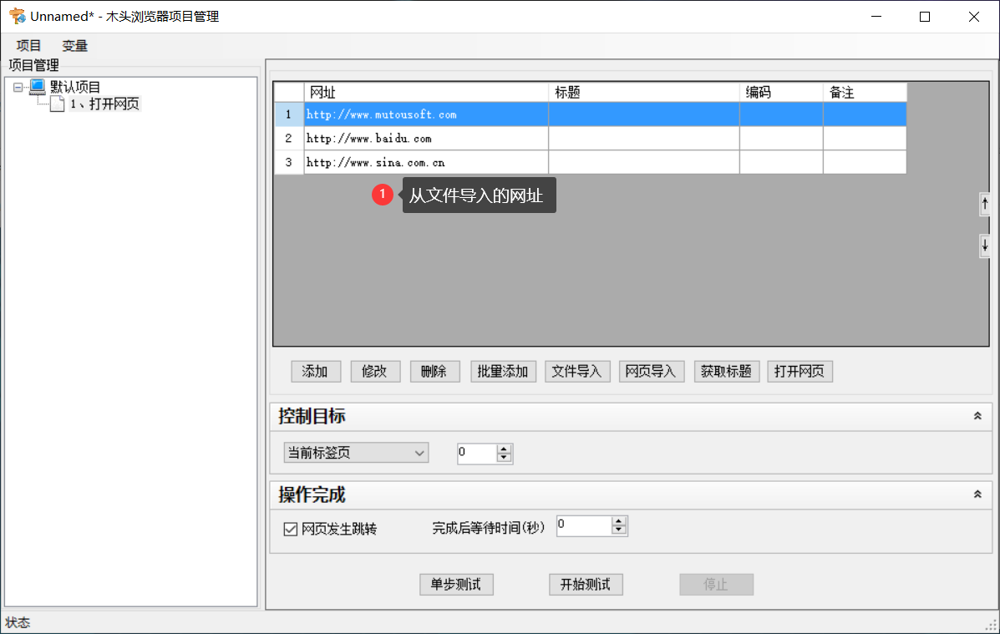 Unnamed* - 木头浏览器项目管理
项目 变量
项目管理
默认项目
1、打开网页
网址 标题 编码 备注
1 http://www.mutousoft.com
2 http://www.baidu.com
3 http://www.sina.com.cn
1 从文件导入的网址
添加 修改 删除 批量添加 文件导入 网页导入 获取标题 打开网页
控制目标
当前标签页 0
操作完成
网页发生跳转 完成后等待时间(秒) 0
单步测试 开始测试 停止
状态